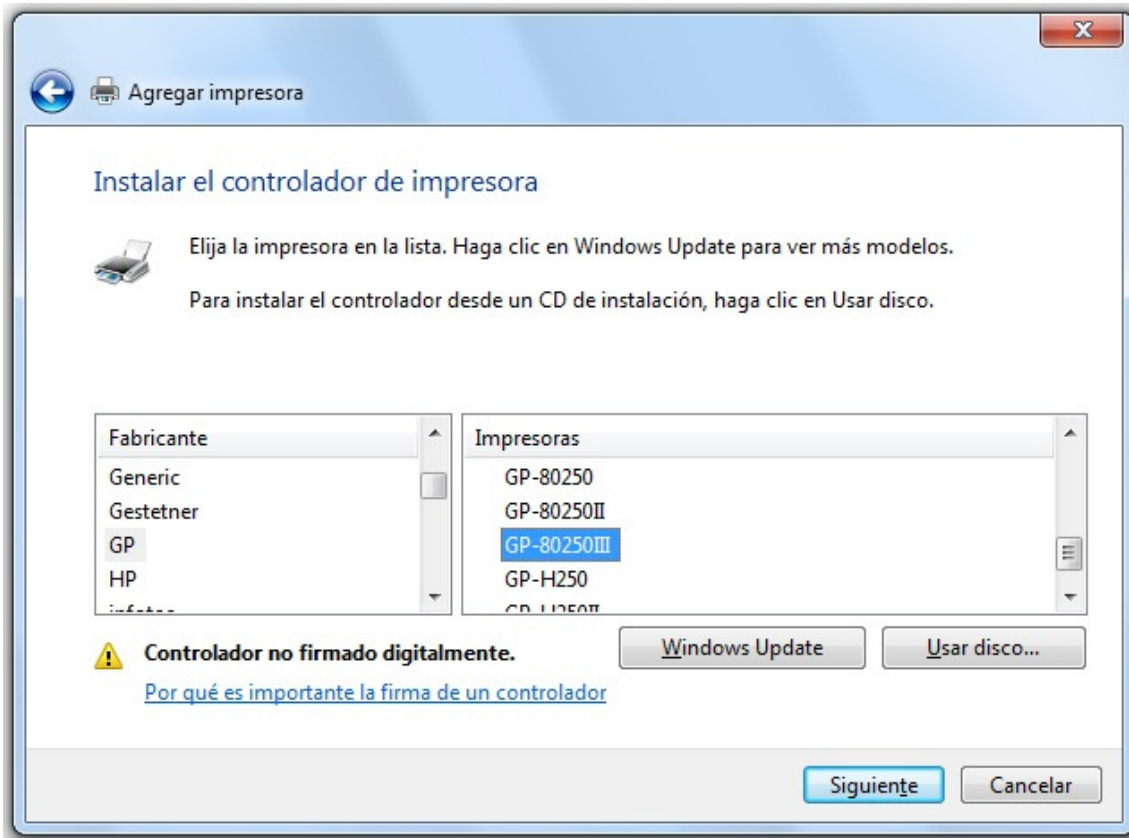 Agregar impresora
Instalar el controlador de impresora
Elija la impresora en la lista. Haga clic en Windows Update para ver más modelos.
Para instalar el controlador desde un CD de instalación, haga clic en Usar disco.
Fabricante
Generic
Gestetner
GP
HP
Impresoras
GP-80250
GP-80250II
GP-80250III
GP-H250
Controlador no firmado digitalmente.
Por qué es importante la firma de un controlador
Windows Update
Usar disco...
Siguiente
Cancelar